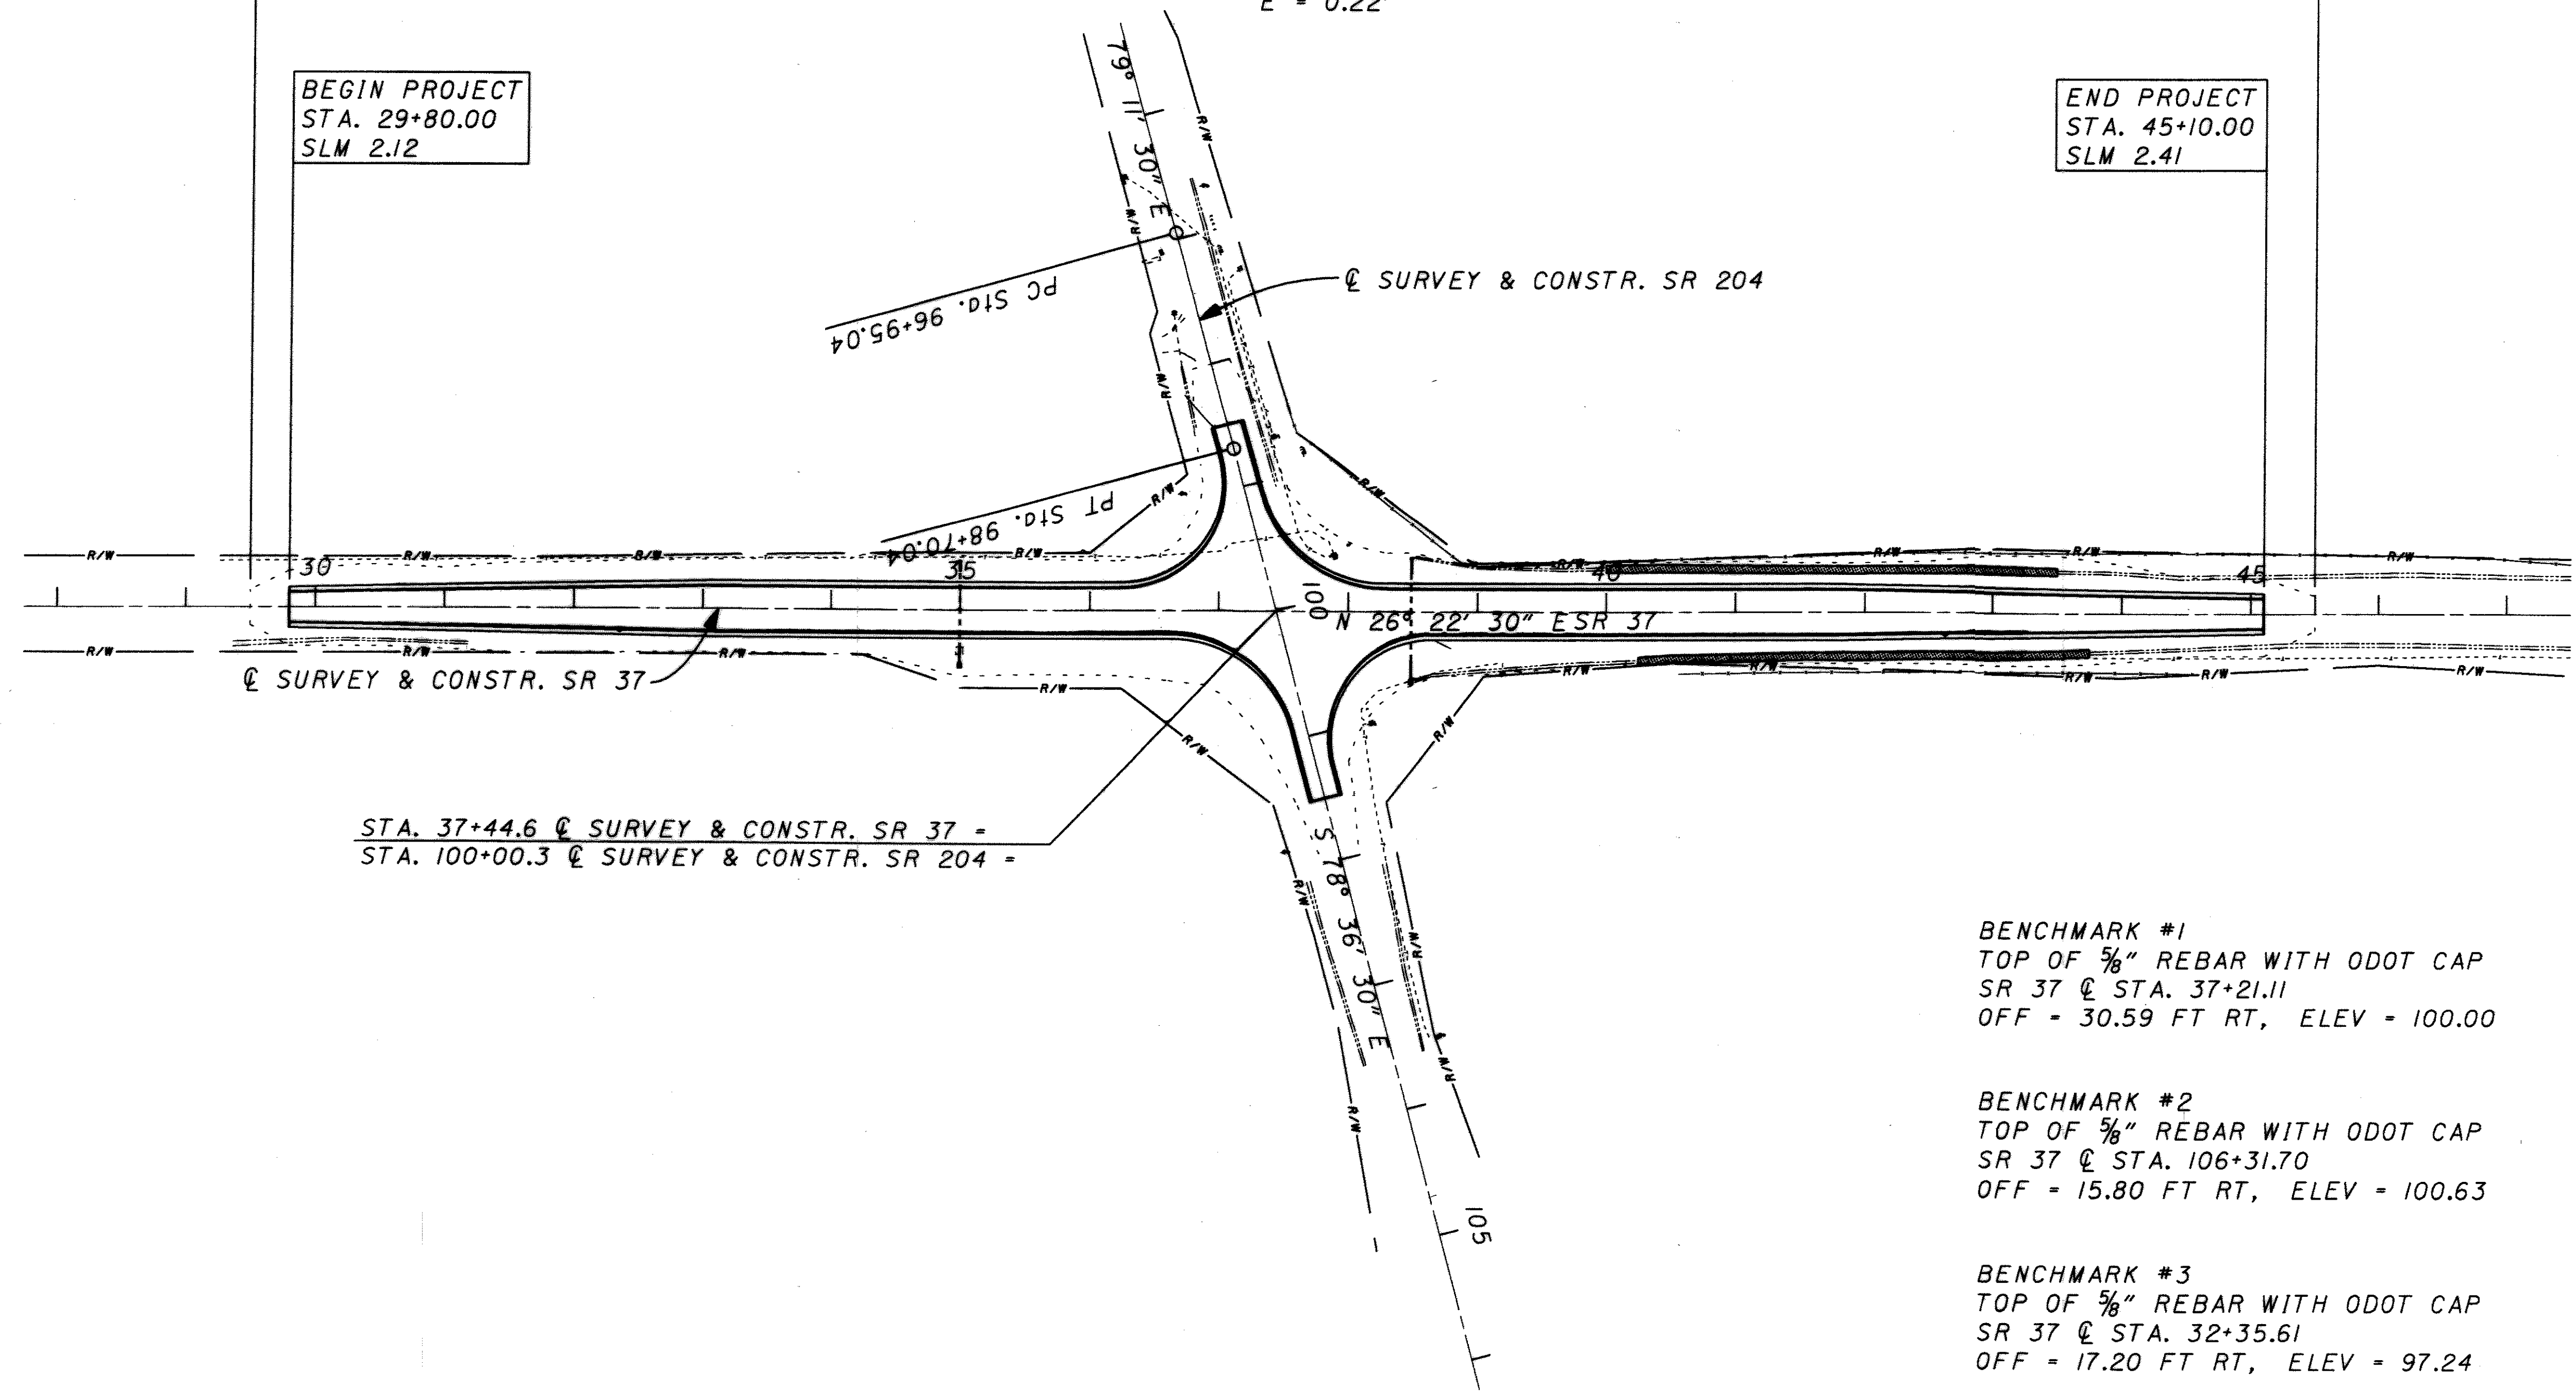 E = 0.22'
BEGIN PROJECT
STA. 29+80.00
SLM 2.12
END PROJECT
STA. 45+10.00
SLM 2.41
79° 11' 30" E
R/W
R/W
PC Sta. 96+95.04
℄ SURVEY & CONSTR. SR 204
R/W
PT Sta. 98+70.04
R/W
R/W
R/W
R/W
R/W
R/W
R/W
R/W
R/W
R/W
30
35
40
45
100
N 26° 22' 30" E SR 37
R/W
R/W
R/W
R/W
R/W
R/W
R/W
R/W
R/W
℄ SURVEY & CONSTR. SR 37
R/W
R/W
R/W
STA. 37+44.6 ℄ SURVEY & CONSTR. SR 37 =
STA. 100+00.3 ℄ SURVEY & CONSTR. SR 204 =
S 78° 36' 30" E
R/W
R/W
R/W
R/W
105
BENCHMARK #1
TOP OF 5/8" REBAR WITH ODOT CAP
SR 37 ℄ STA. 37+21.11
OFF = 30.59 FT RT, ELEV = 100.00
BENCHMARK #2
TOP OF 5/8" REBAR WITH ODOT CAP
SR 37 ℄ STA. 106+31.70
OFF = 15.80 FT RT, ELEV = 100.63
BENCHMARK #3
TOP OF 5/8" REBAR WITH ODOT CAP
SR 37 ℄ STA. 32+35.61
OFF = 17.20 FT RT, ELEV = 97.24